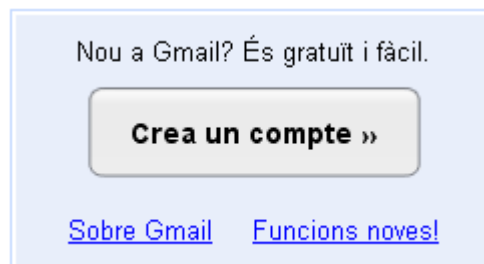 Nou a Gmail? És gratuït i fàcil.
Crea un compte ››
Sobre Gmail Funcions noves!